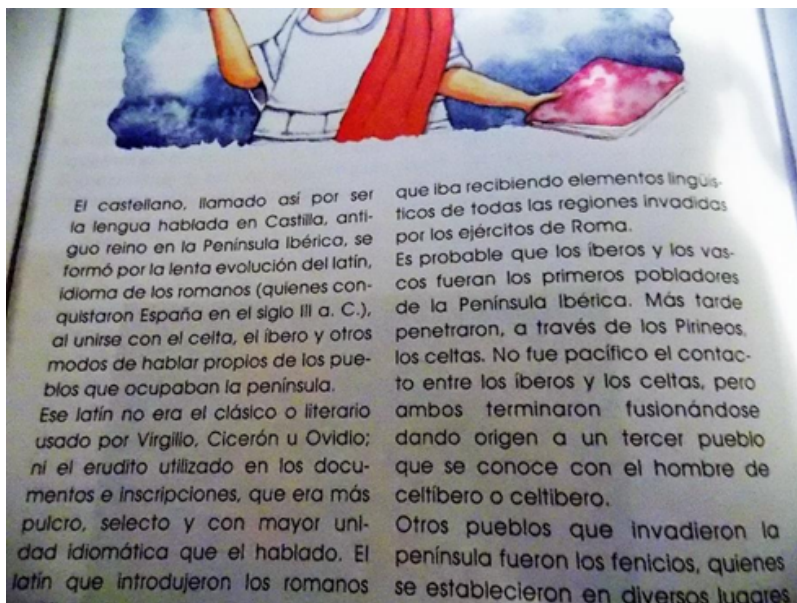 El castellano, llamado así por ser
la lengua hablada en Castilla, anti-
guo reino en la Península Ibérica, se
formó por la lenta evolución del latín,
idioma de los romanos (quienes con-
quistaron España en el siglo III a. C.),
al unirse con el celta, el íbero y otros
modos de hablar propios de los pue-
blos que ocupaban la península.
Ese latín no era el clásico o literario
usado por Virgilio, Cicerón u Ovidio;
ni el erudito utilizado en los docu-
mentos e inscripciones, que era más
pulcro, selecto y con mayor uni-
dad idiomática que el hablado. El
latín que introdujeron los romanos
que iba recibiendo elementos lingüís-
ticos de todas las regiones invadidas
por los ejércitos de Roma.
Es probable que los íberos y los vas-
cos fueran los primeros pobladores
de la Península Ibérica. Más tarde
penetraron, a través de los Pirineos,
los celtas. No fue pacífico el contac-
to entre los íberos y los celtas, pero
ambos terminaron fusionándose
dando origen a un tercer pueblo
que se conoce con el hombre de
celtíbero o celtibero.
Otros pueblos que invadieron la
península fueron los fenicios, quienes
se establecieron en diversos lugares